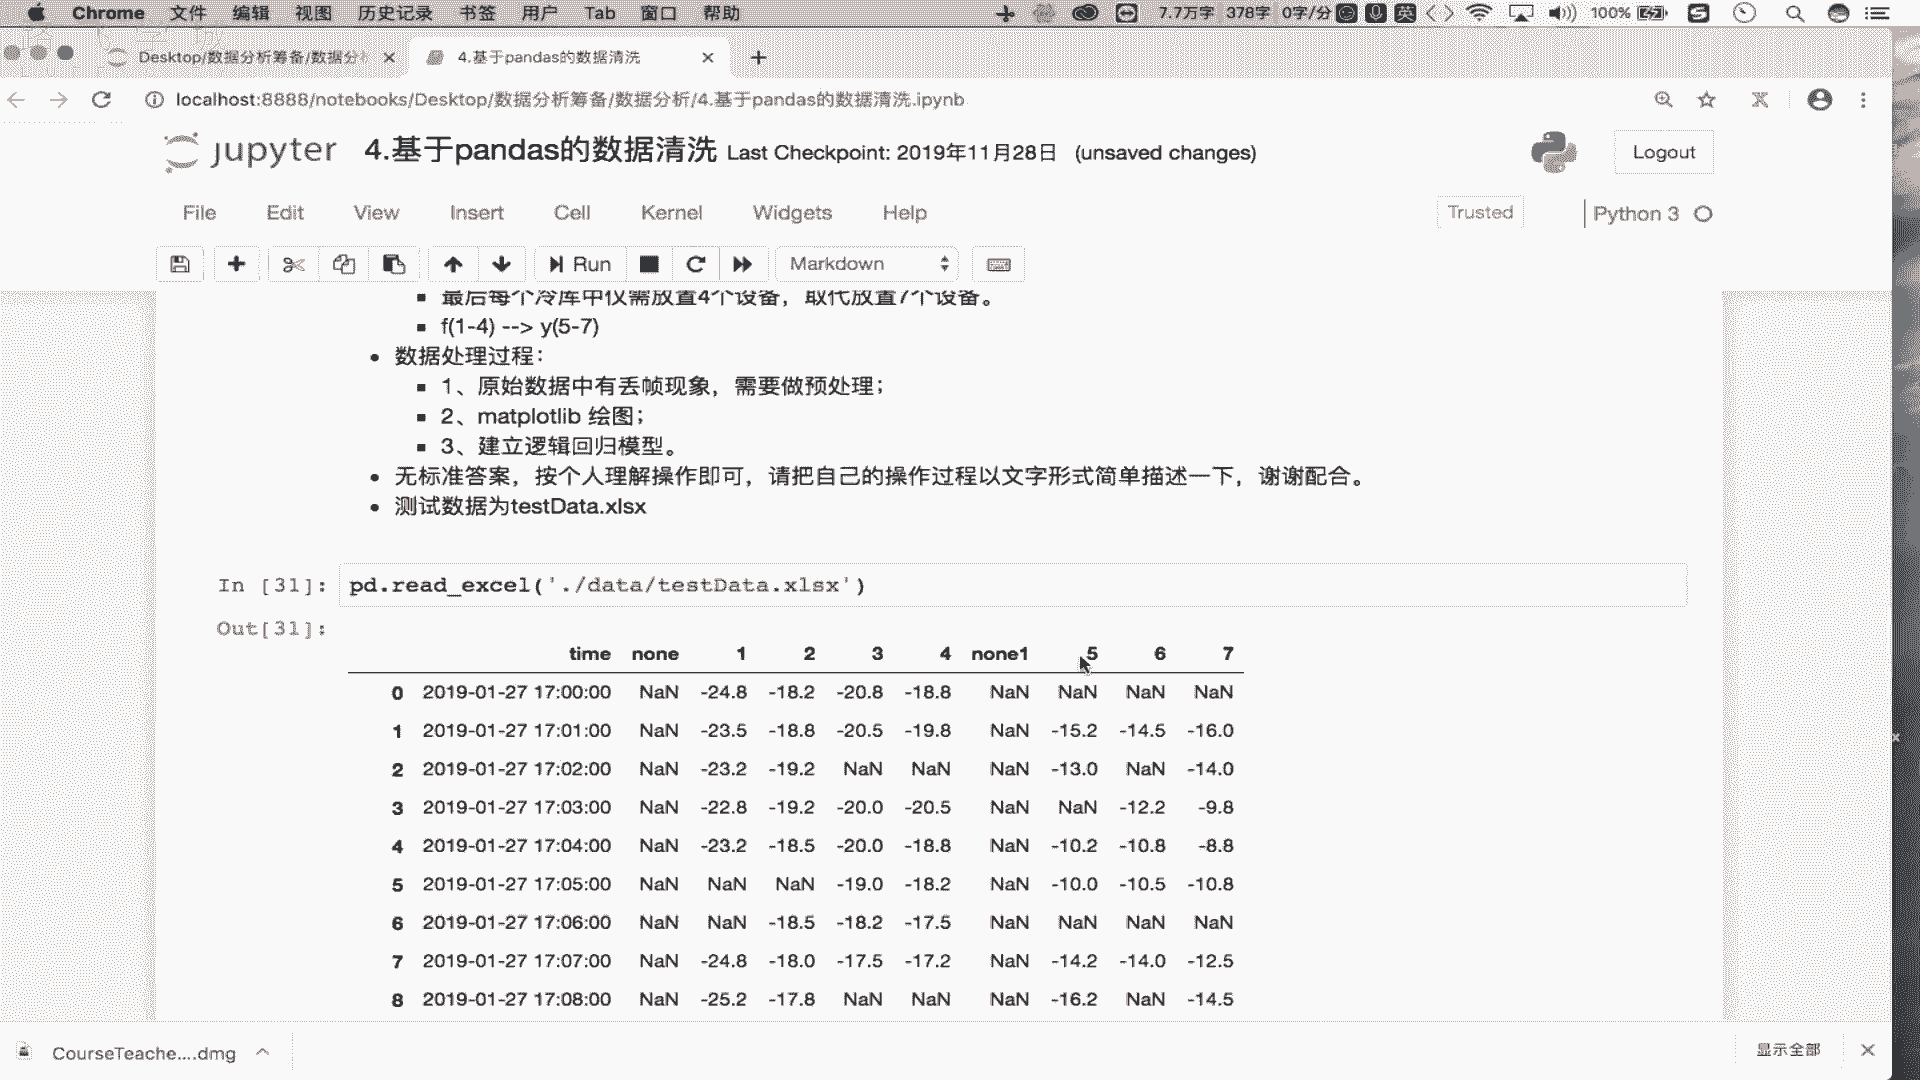 Chrome 文件 编辑 视图 历史记录 书签 用户 Tab 窗口 帮助 7.7万字 378字 0字/分 英 100%
Desktop/数据分析筹备/数据分析 4.基于pandas的数据清洗
localhost:8888/notebooks/Desktop/数据分析筹备/数据分析/4.基于pandas的数据清洗.ipynb
jupyter 4.基于pandas的数据清洗 Last Checkpoint: 2019年11月28日 (unsaved changes) Logout
File Edit View Insert Cell Kernel Widgets Help Trusted Python 3
Run Markdown
最后每个冷库中仅需放置4个设备，取代放置7个设备。
f(1-4) --> y(5-7)
数据处理过程：
1、原始数据中有丢帧现象，需要做预处理；
2、matplotlib 绘图；
3、建立逻辑回归模型。
无标准答案，按个人理解操作即可，请把自己的操作过程以文字形式简单描述一下，谢谢配合。
测试数据为testData.xlsx
In [31]: pd.read_excel('./data/testData.xlsx')
Out[31]:
time none 1 2 3 4 none1 5 6 7
0 2019-01-27 17:00:00 NaN -24.8 -18.2 -20.8 -18.8 NaN NaN NaN NaN
1 2019-01-27 17:01:00 NaN -23.5 -18.8 -20.5 -19.8 NaN -15.2 -14.5 -16.0
2 2019-01-27 17:02:00 NaN -23.2 -19.2 NaN NaN NaN -13.0 NaN -14.0
3 2019-01-27 17:03:00 NaN -22.8 -19.2 -20.0 -20.5 NaN NaN -12.2 -9.8
4 2019-01-27 17:04:00 NaN -23.2 -18.5 -20.0 -18.8 NaN -10.2 -10.8 -8.8
5 2019-01-27 17:05:00 NaN NaN NaN -19.0 -18.2 NaN -10.0 -10.5 -10.8
6 2019-01-27 17:06:00 NaN NaN -18.5 -18.2 -17.5 NaN NaN NaN NaN
7 2019-01-27 17:07:00 NaN -24.8 -18.0 -17.5 -17.2 NaN -14.2 -14.0 -12.5
8 2019-01-27 17:08:00 NaN -25.2 -17.8 NaN NaN NaN -16.2 NaN -14.5
CourseTeache....dmg 显示全部